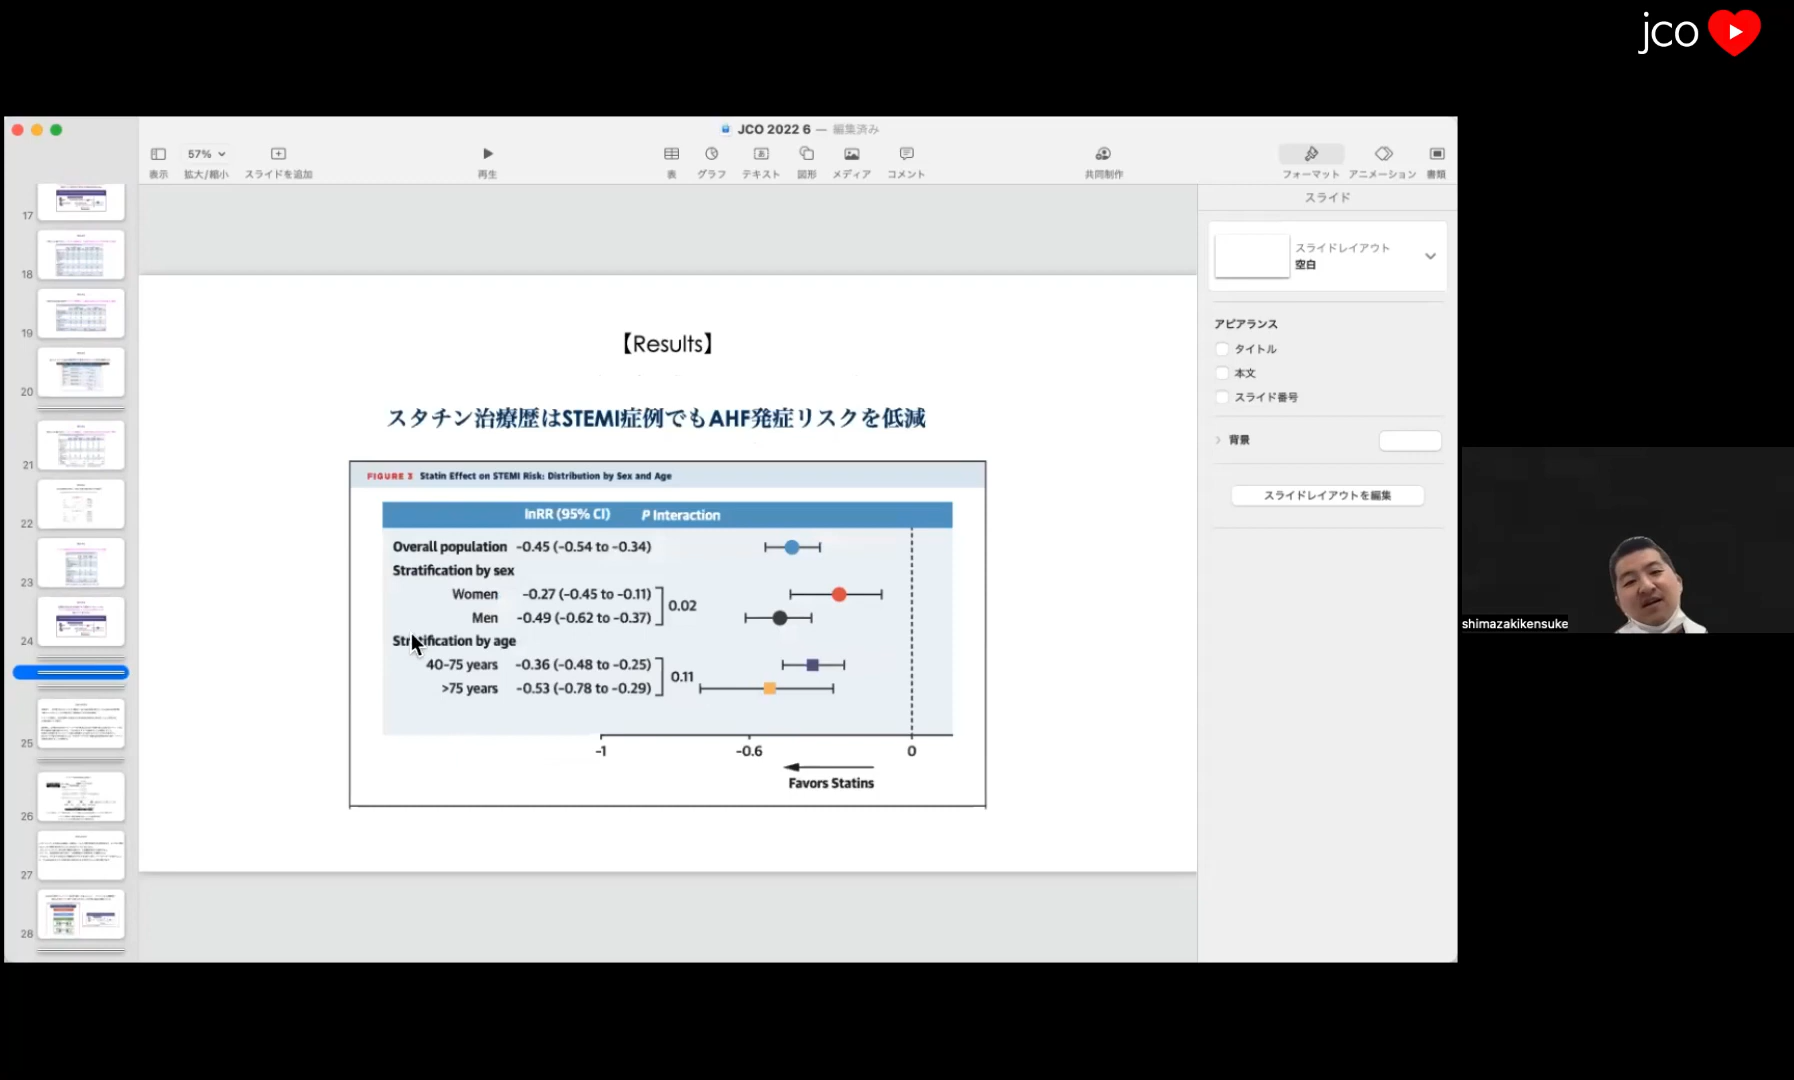 jco
JCO 2022 6 — 編集済み
57%
表示
拡大/縮小
スライドを追加
再生
表
グラフ
テキスト
図形
メディア
コメント
共同制作
フォーマット
アニメーション
書類
スライド
17
18
19
20
21
22
23
24
25
26
27
28
【Results】
スタチン治療歴はSTEMI症例でもAHF発症リスクを低減
FIGURE 3 Statin Effect on STEMI Risk: Distribution by Sex and Age
lnRR (95% CI) P Interaction
Overall population -0.45 (-0.54 to -0.34)
Stratification by sex
Women -0.27 (-0.45 to -0.11)
0.02
Men -0.49 (-0.62 to -0.37)
Stratification by age
40-75 years -0.36 (-0.48 to -0.25)
0.11
>75 years -0.53 (-0.78 to -0.29)
-1 -0.6 0
Favors Statins
スライドレイアウト
空白
アピアランス
タイトル
本文
スライド番号
背景
スライドレイアウトを編集
shimazakikensuke